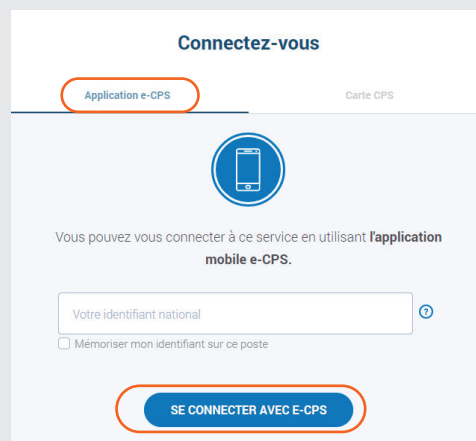 Connectez-vous
Application e-CPS
Carte CPS
Vous pouvez vous connecter à ce service en utilisant l'application
mobile e-CPS.
Votre identifiant national
?
Mémoriser mon identifiant sur ce poste
SE CONNECTER AVEC E-CPS